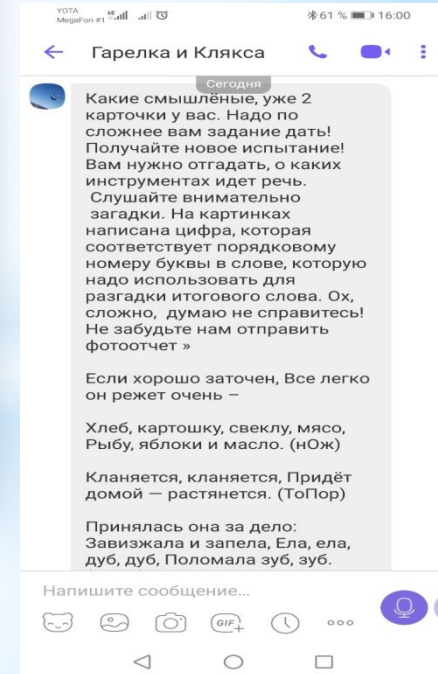 YOTA
MegaFon #1
61 % 16:00
Гарелка и Клякса
Сегодня
Какие смышлёные, уже 2
карточки у вас. Надо по
сложнее вам задание дать!
Получайте новое испытание!
Вам нужно отгадать, о каких
инструментах идет речь.
Слушайте внимательно
загадки. На картинках
написана цифра, которая
соответствует порядковому
номеру буквы в слове, которую
надо использовать для
разгадки итогового слова. Ох,
сложно, думаю не справитесь!
Не забудьте нам отправить
фотоотчет »
Если хорошо заточен, Все легко
он режет очень –
Хлеб, картошку, свеклу, мясо,
Рыбу, яблоки и масло. (нОж)
Кланяется, кланяется, Придёт
домой — растянется. (ТоПор)
Принялась она за дело:
Завизжала и запела, Ела, ела,
дуб, дуб, Поломала зуб, зуб.
Напишите сообщение...
GIF